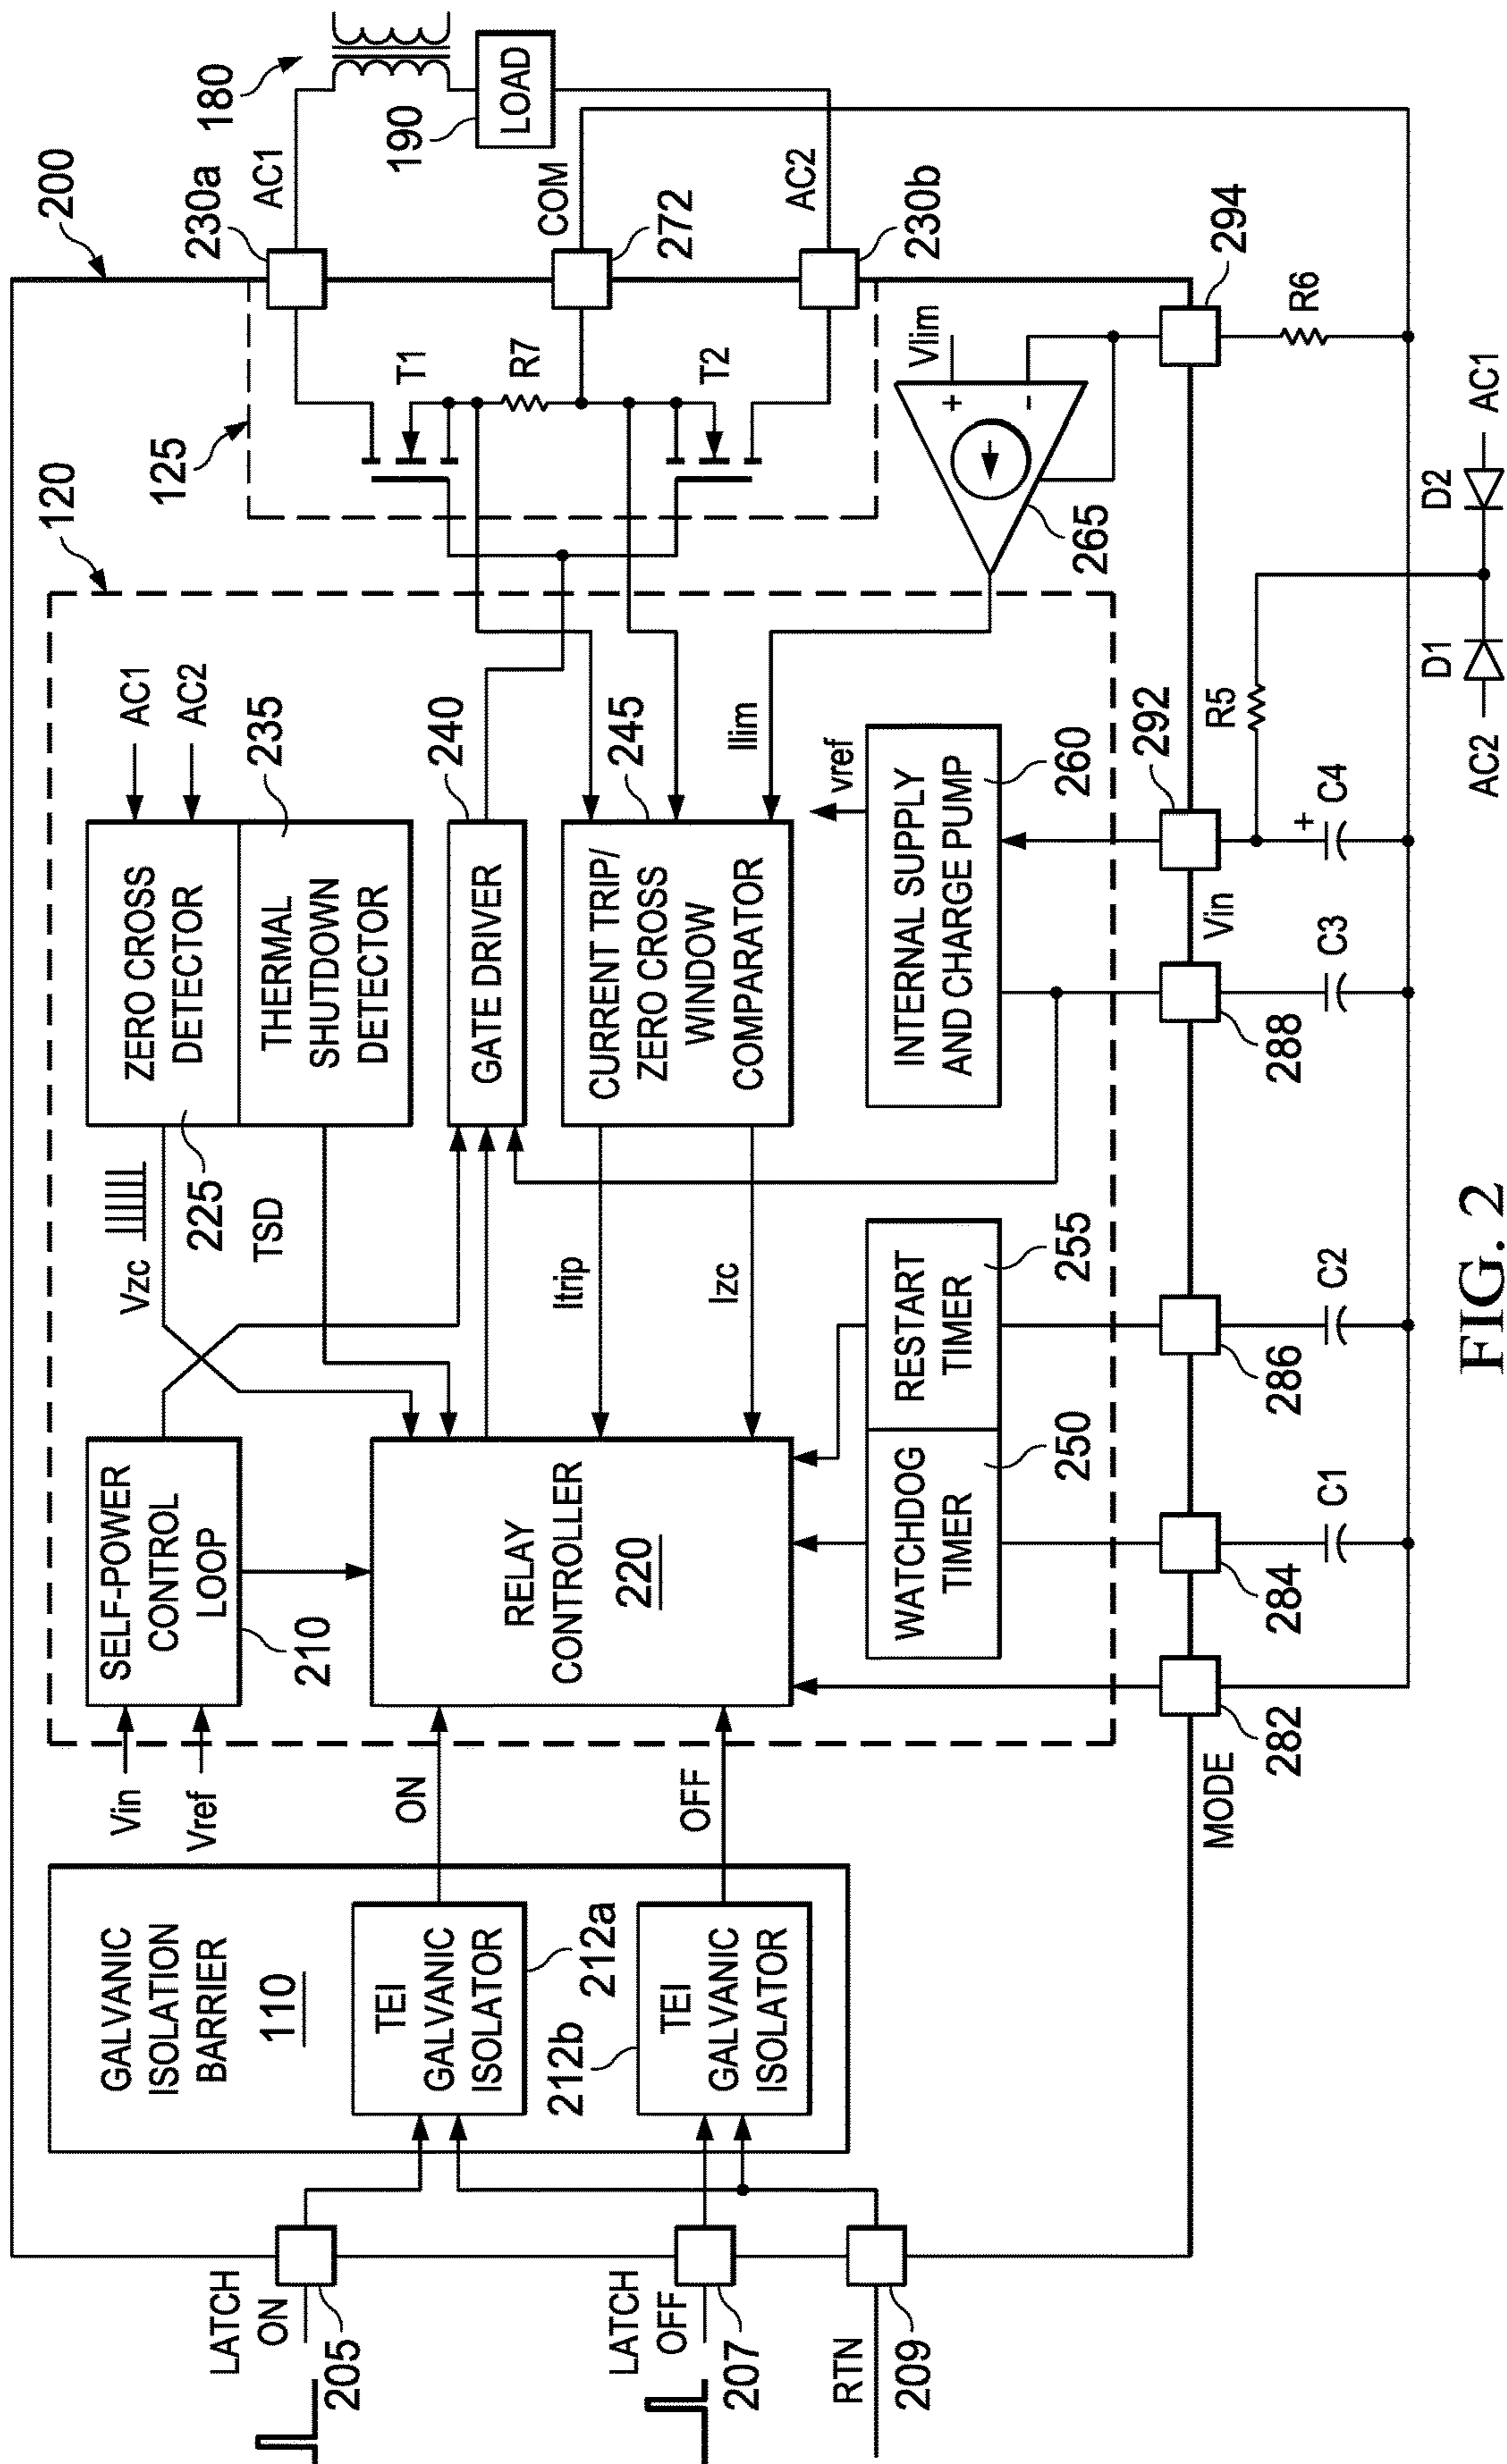 200
120
125
180
190
LOAD
AC1
230a
COM
272
AC2
230b
294
R6
T1
R7
T2
Vlim
+
-
265
AC1
AC2
235
240
245
Ilim
vref
260
292
Vin
R5
+
C4
D2
AC1
D1
AC2
ZERO CROSS
DETECTOR
225
THERMAL
SHUTDOWN
DETECTOR
GATE DRIVER
CURRENT TRIP/
ZERO CROSS
WINDOW
COMPARATOR
INTERNAL SUPPLY
AND CHARGE PUMP
288
C3
Vzc
TSD
Itrip
Izc
SELF-POWER
CONTROL
LOOP
210
RELAY
CONTROLLER
220
RESTART
TIMER
255
WATCHDOG
TIMER
250
286
C2
284
C1
282
MODE
Vin
Vref
ON
OFF
GALVANIC
ISOLATION
BARRIER
110
TEI
GALVANIC
ISOLATOR
212a
212b
TEI
GALVANIC
ISOLATOR
LATCH
ON
205
LATCH
OFF
207
RTN
209
FIG. 2